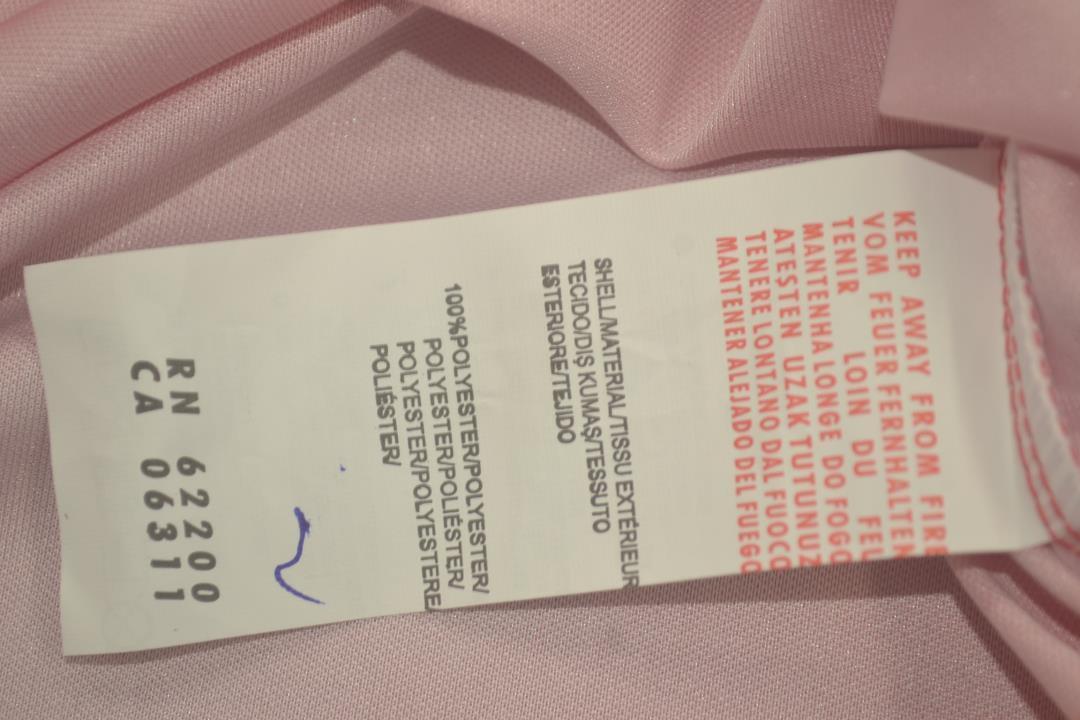 KEEP AWAY FROM FIRE
VOM FEUER FERNHALTEN
TENIR LOIN DU FEU
MANTENHA LONGE DO FOGO
ATEŞTEN UZAK TUTUNUZ
TENERE LONTANO DAL FUOCO
MANTENER ALEJADO DEL FUEGO
SHELL/MATERIAL/TISSU EXTÉRIEUR
TECIDO/DIŞ KUMAŞ/TESSUTO
ESTERIORE/TEJIDO
100%POLYESTER/POLYESTER/
POLYESTER/POLIÉSTER/
POLYESTER/POLYESTERE/
POLIÉSTER/
RN 62200
CA 06311